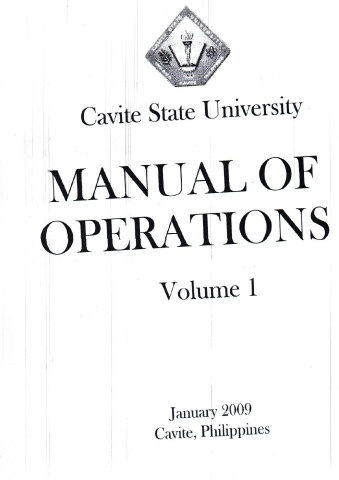 Cavite State University
MANUAL OF
OPERATIONS
Volume 1
January 2009
Cavite, Philippines